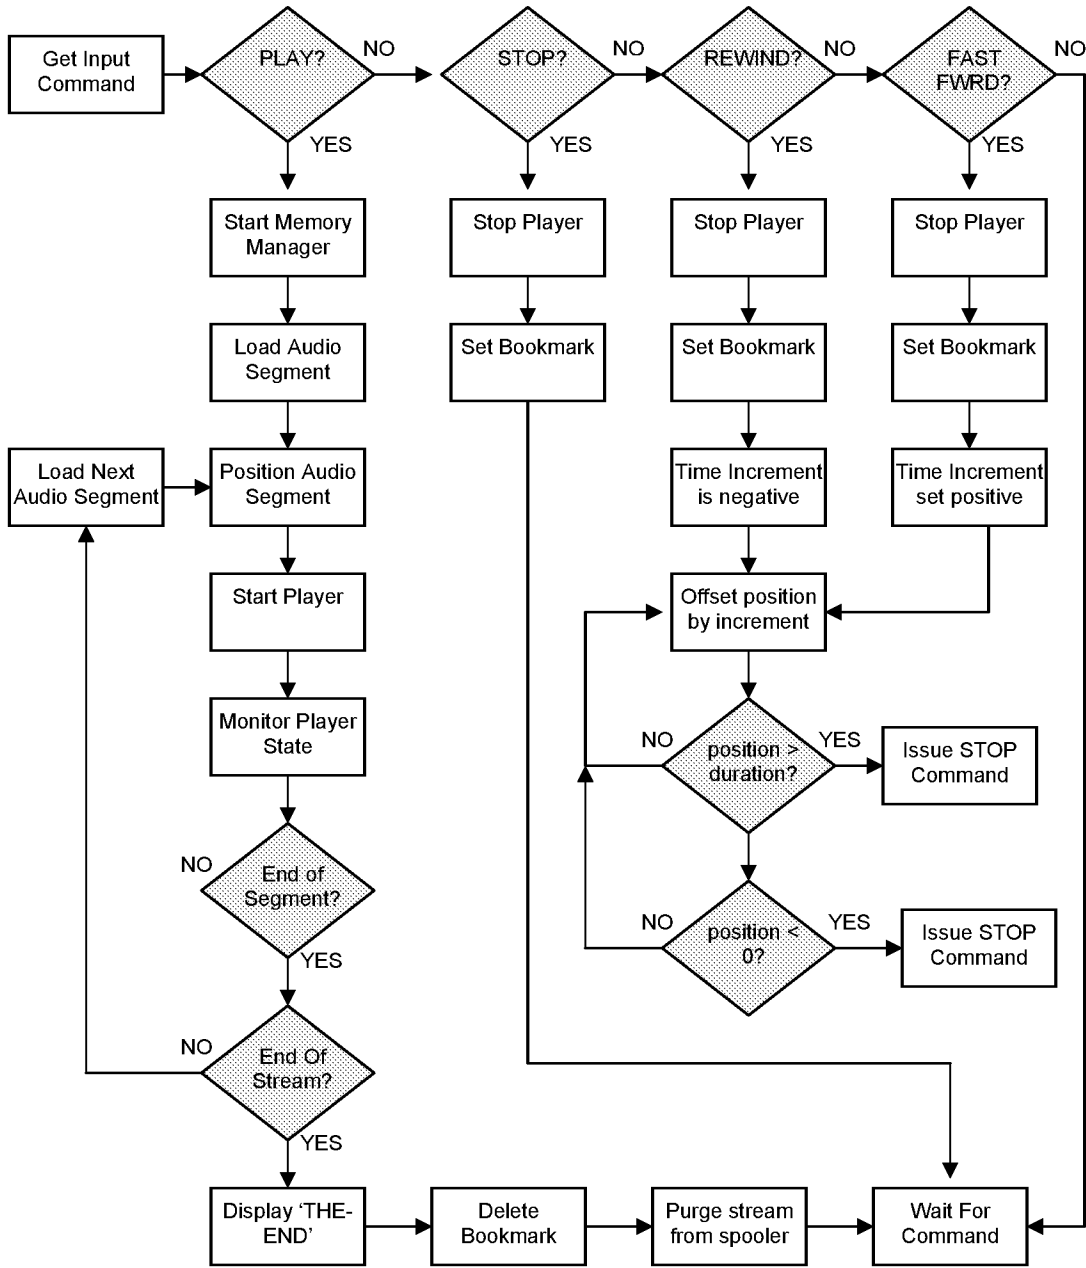 Get Input
Command
PLAY?
NO
STOP?
NO
REWIND?
NO
FAST
FWRD?
NO
YES
YES
YES
YES
Start Memory
Manager
Stop Player
Stop Player
Stop Player
Load Audio
Segment
Set Bookmark
Set Bookmark
Set Bookmark
Load Next
Audio Segment
Position Audio
Segment
Time Increment
is negative
Time Increment
set positive
Start Player
Offset position
by increment
Monitor Player
State
NO
position >
duration?
YES
Issue STOP
Command
NO
End of
Segment?
YES
NO
position <
0?
YES
Issue STOP
Command
NO
End Of
Stream?
YES
Display ‘THE-
END’
Delete
Bookmark
Purge stream
from spooler
Wait For
Command